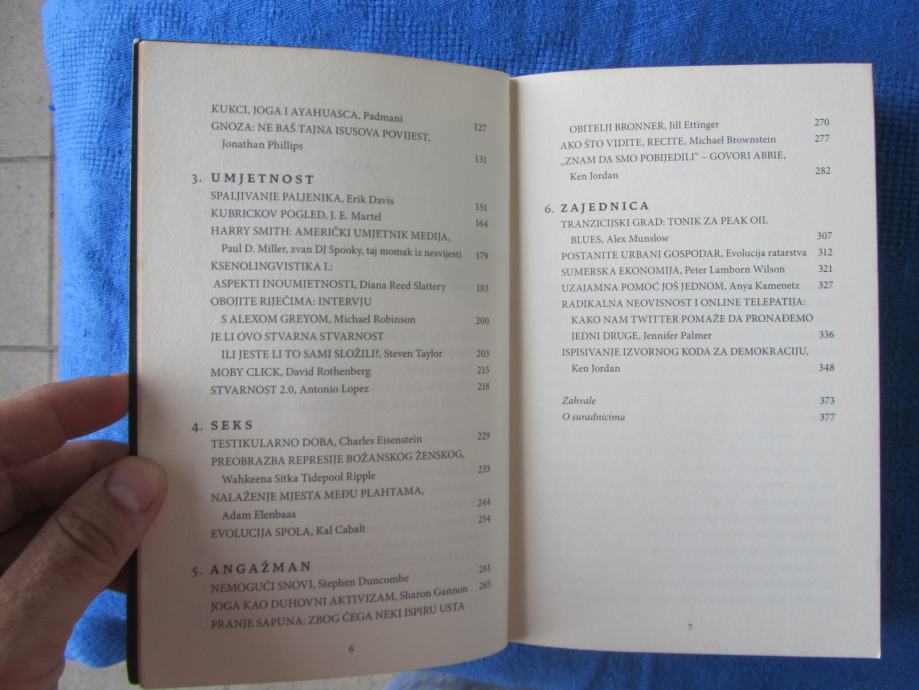 KUKCI, JOGA I AYAHUASCA, Padmani 127
GNOZA: NE BAŠ TAJNA ISUSOVA POVIJEST,
Jonathan Phillips 131
3. UMJETNOST
SPALJIVANJE PALJENIKA, Erik Davis 151
KUBRICKOV POGLED, J. E. Martel 164
HARRY SMITH: AMERIČKI UMJETNIK MEDIJA,
Paul D. Miller, zvan DJ Spooky, taj momak iz nesvijesti 179
KSENOLINGVISTIKA I.:
ASPEKTI INOUMJETNOSTI, Diana Reed Slattery 183
OBOJITE RIJEČIMA: INTERVJU
S ALEXOM GREYOM, Michael Robinson 200
JE LI OVO STVARNA STVARNOST
ILI JESTE LI TO SAMI SLOŽILI?, Steven Taylor 203
MOBY CLICK, David Rothenberg 215
STVARNOST 2.0, Antonio Lopez 218
4. SEKS
TESTIKULARNO DOBA, Charles Eisenstein 229
PREOBRAZBA REPRESIJE BOŽANSKOG ŽENSKOG,
Wahkeena Sitka Tidepool Ripple 233
NALAŽENJE MJESTA MEĐU PLAHTAMA,
Adam Elenbaas 244
EVOLUCIJA SPOLA, Kal Cabalt 254
5. ANGAŽMAN
NEMOGUĆI SNOVI, Stephen Duncombe 261
JOGA KAO DUHOVNI AKTIVIZAM, Sharon Gannon 265
PRANJE SAPUNA: ZBOG ČEGA NEKI ISPIRU USTA
6
OBITELJI BRONNER, Jill Ettinger 270
AKO ŠTO VIDITE, RECITE, Michael Brownstein 277
„ZNAM DA SMO POBIJEDILI“ – GOVORI ABBIE,
Ken Jordan 282
6. ZAJEDNICA
TRANZICIJSKI GRAD: TONIK ZA PEAK OIL
BLUES, Alex Munslow 307
POSTANITE URBANI GOSPODAR, Evolucija ratarstva 312
SUMERSKA EKONOMIJA, Peter Lamborn Wilson 321
UZAJAMNA POMOĆ JOŠ JEDNOM, Anya Kamenetz 327
RADIKALNA NEOVISNOST I ONLINE TELEPATIJA:
KAKO NAM TWITTER POMAŽE DA PRONAĐEMO
JEDNI DRUGE, Jennifer Palmer 336
ISPISIVANJE IZVORNOG KODA ZA DEMOKRACIJU,
Ken Jordan 348
Zahvale 373
O suradnicima 377
7